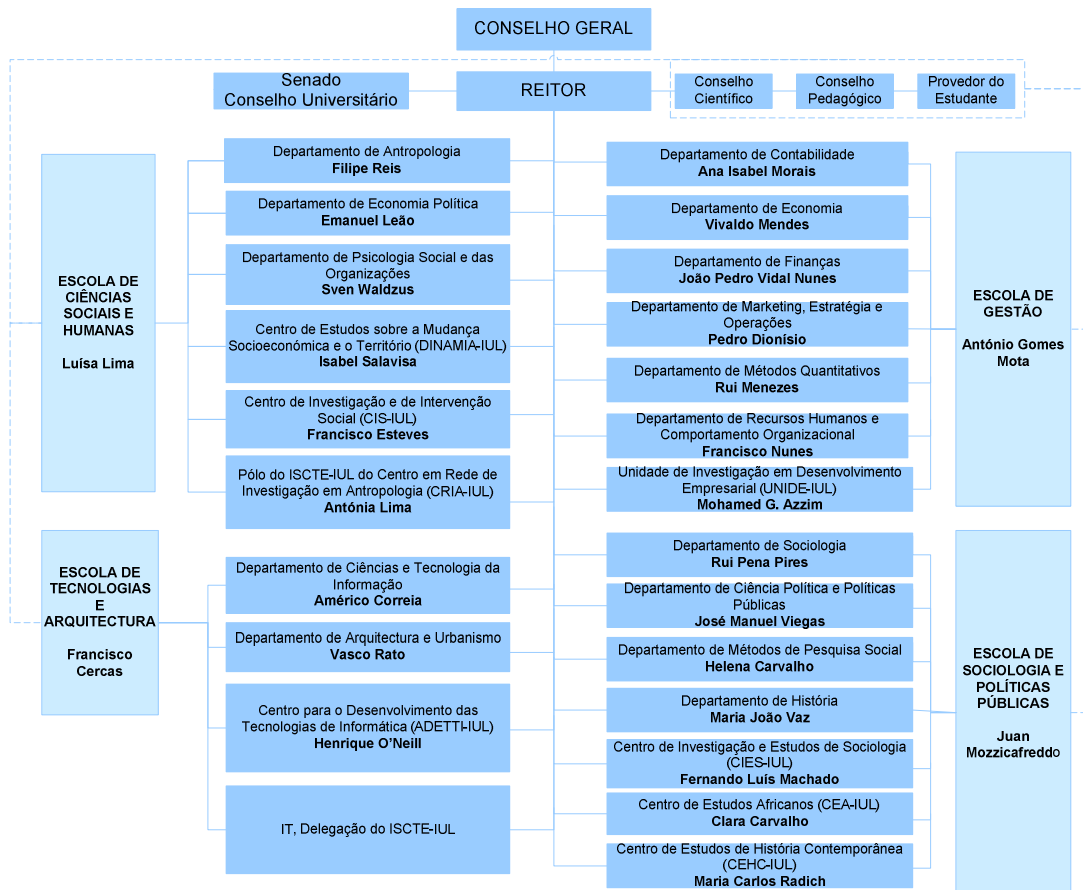 CONSELHO GERAL
Senado
Conselho Universitário
REITOR
Conselho
Científico
Conselho
Pedagógico
Provedor do
Estudante
ESCOLA DE
CIÊNCIAS
SOCIAIS E
HUMANAS
Luísa Lima
Departamento de Antropologia
Filipe Reis
Departamento de Economia Política
Emanuel Leão
Departamento de Psicologia Social e das
Organizações
Sven Waldzus
Centro de Estudos sobre a Mudança
Socioeconómica e o Território (DINAMIA-IUL)
Isabel Salavisa
Centro de Investigação e de Intervenção
Social (CIS-IUL)
Francisco Esteves
Pólo do ISCTE-IUL do Centro em Rede de
Investigação em Antropologia (CRIA-IUL)
Antónia Lima
Departamento de Contabilidade
Ana Isabel Morais
Departamento de Economia
Vivaldo Mendes
Departamento de Finanças
João Pedro Vidal Nunes
Departamento de Marketing, Estratégia e
Operações
Pedro Dionísio
Departamento de Métodos Quantitativos
Rui Menezes
Departamento de Recursos Humanos e
Comportamento Organizacional
Francisco Nunes
Unidade de Investigação em Desenvolvimento
Empresarial (UNIDE-IUL)
Mohamed G. Azzim
ESCOLA DE
GESTÃO
António Gomes
Mota
ESCOLA DE
TECNOLOGIAS
E
ARQUITECTURA
Francisco
Cercas
Departamento de Ciências e Tecnologia da
Informação
Américo Correia
Departamento de Arquitectura e Urbanismo
Vasco Rato
Centro para o Desenvolvimento das
Tecnologias de Informática (ADETTI-IUL)
Henrique O’Neill
IT, Delegação do ISCTE-IUL
Departamento de Sociologia
Rui Pena Pires
Departamento de Ciência Política e Políticas
Públicas
José Manuel Viegas
Departamento de Métodos de Pesquisa Social
Helena Carvalho
Departamento de História
Maria João Vaz
Centro de Investigação e Estudos de Sociologia
(CIES-IUL)
Fernando Luís Machado
Centro de Estudos Africanos (CEA-IUL)
Clara Carvalho
Centro de Estudos de História Contemporânea
(CEHC-IUL)
Maria Carlos Radich
ESCOLA DE
SOCIOLOGIA E
POLÍTICAS
PÚBLICAS
Juan
Mozzicafreddo